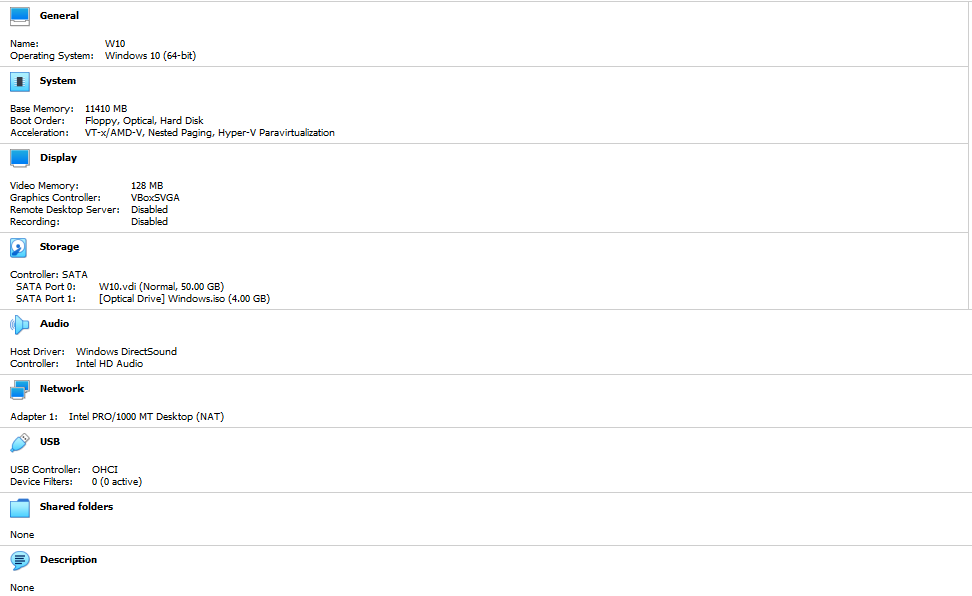 General
Name: W10
Operating System: Windows 10 (64-bit)
System
Base Memory: 11410 MB
Boot Order: Floppy, Optical, Hard Disk
Acceleration: VT-x/AMD-V, Nested Paging, Hyper-V Paravirtualization
Display
Video Memory: 128 MB
Graphics Controller: VBoxSVGA
Remote Desktop Server: Disabled
Recording: Disabled
Storage
Controller: SATA
SATA Port 0: W10.vdi (Normal, 50.00 GB)
SATA Port 1: [Optical Drive] Windows.iso (4.00 GB)
Audio
Host Driver: Windows DirectSound
Controller: Intel HD Audio
Network
Adapter 1: Intel PRO/1000 MT Desktop (NAT)
USB
USB Controller: OHCI
Device Filters: 0 (0 active)
Shared folders
None
Description
None